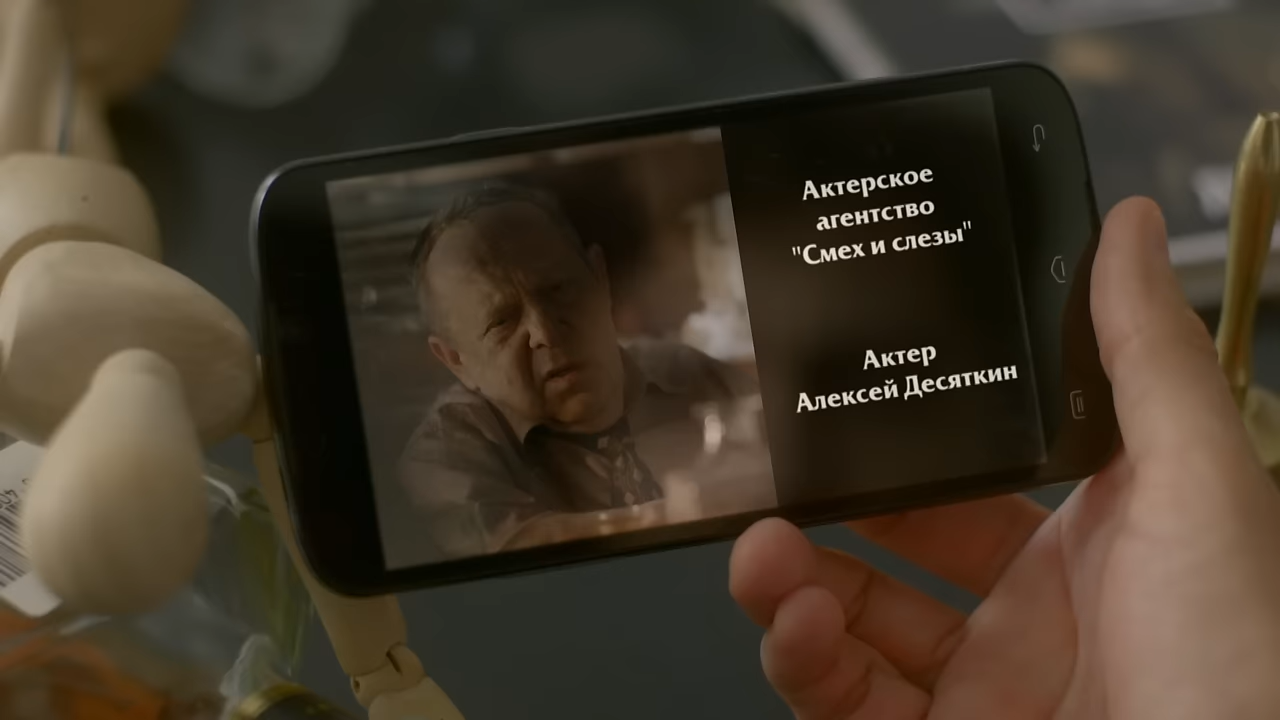 Актерское
агентство
"Смех и слезы"
Актер
Алексей Десяткин